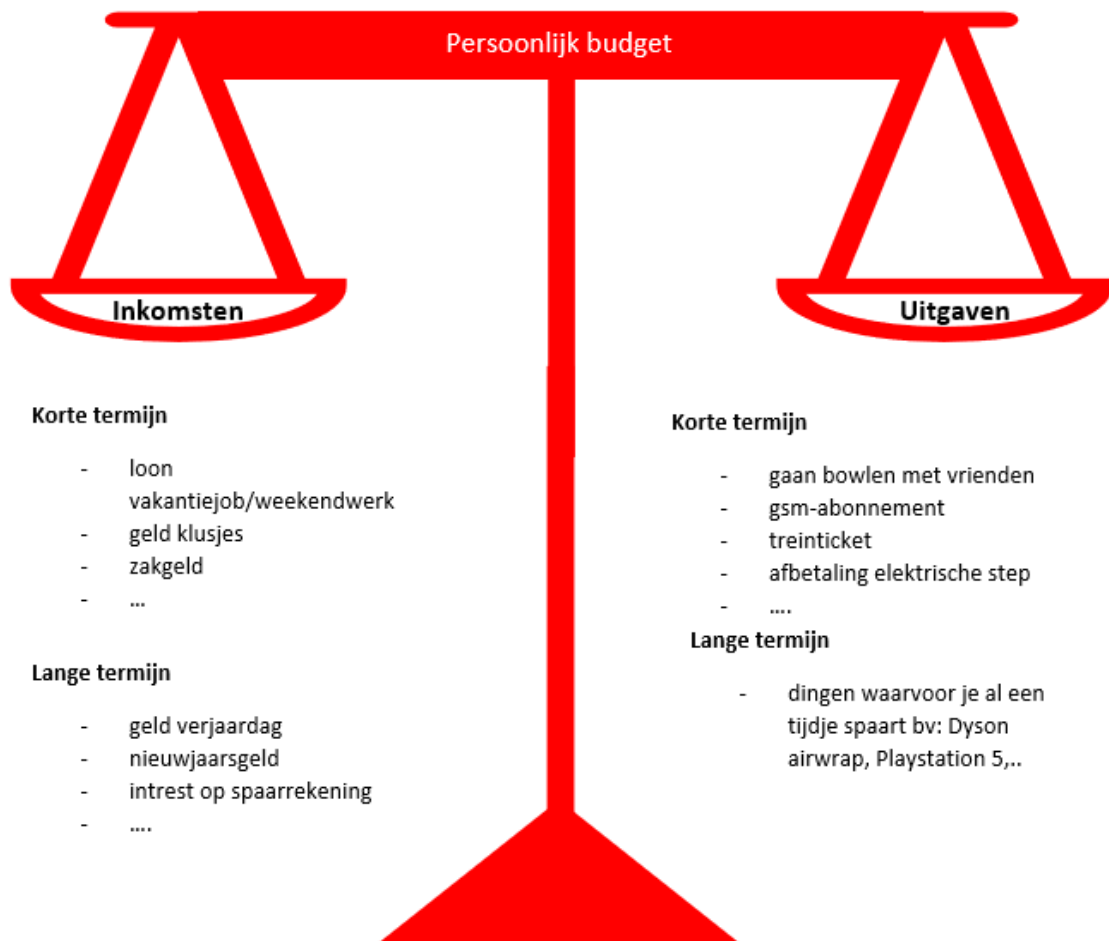 Persoonlijk budget
Inkomsten
Korte termijn
- loon
vakantiejob/weekendwerk
- geld klusjes
- zakgeld
- ...
Lange termijn
- geld verjaardag
- nieuwjaarsgeld
- intrest op spaarrekening
- ....
Uitgaven
Korte termijn
- gaan bowlen met vrienden
- gsm-abonnement
- treinticket
- afbetaling elektrische step
- ....
Lange termijn
- dingen waarvoor je al een
tijdje spaart bv: Dyson
airwrap, Playstation 5,..